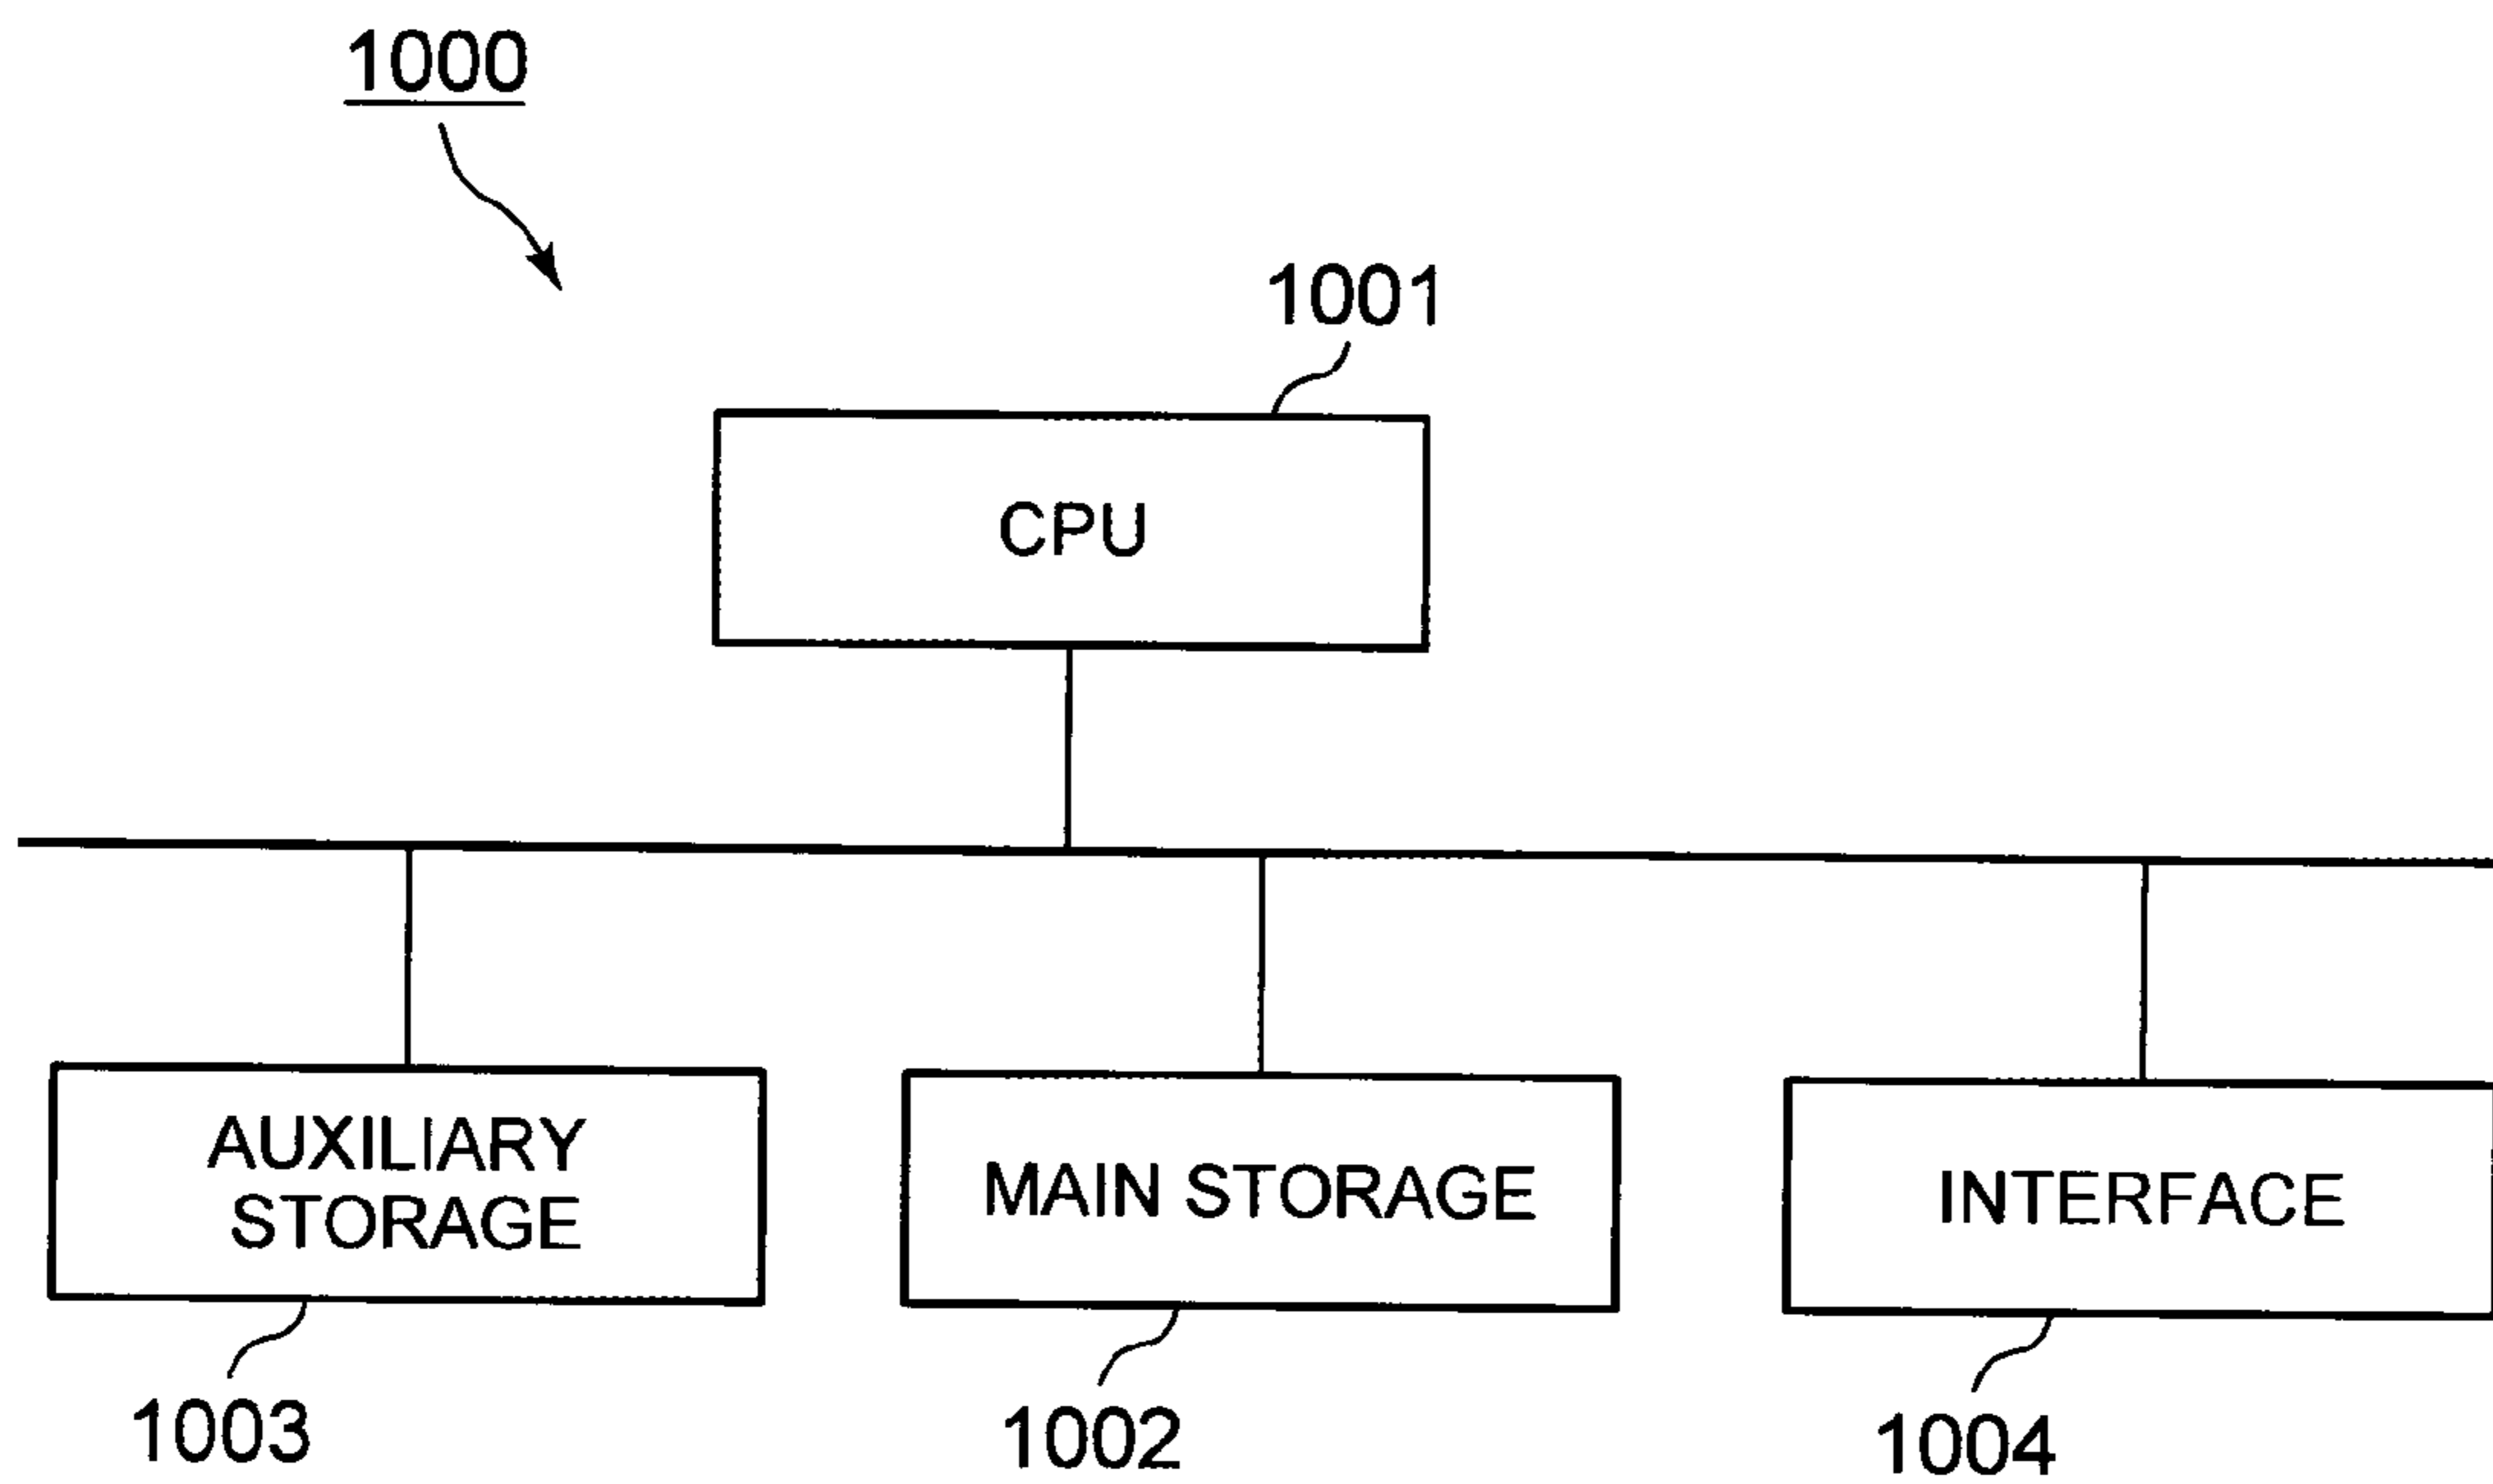 1000
1001
CPU
AUXILIARY
STORAGE
MAIN STORAGE
INTERFACE
1003
1002
1004